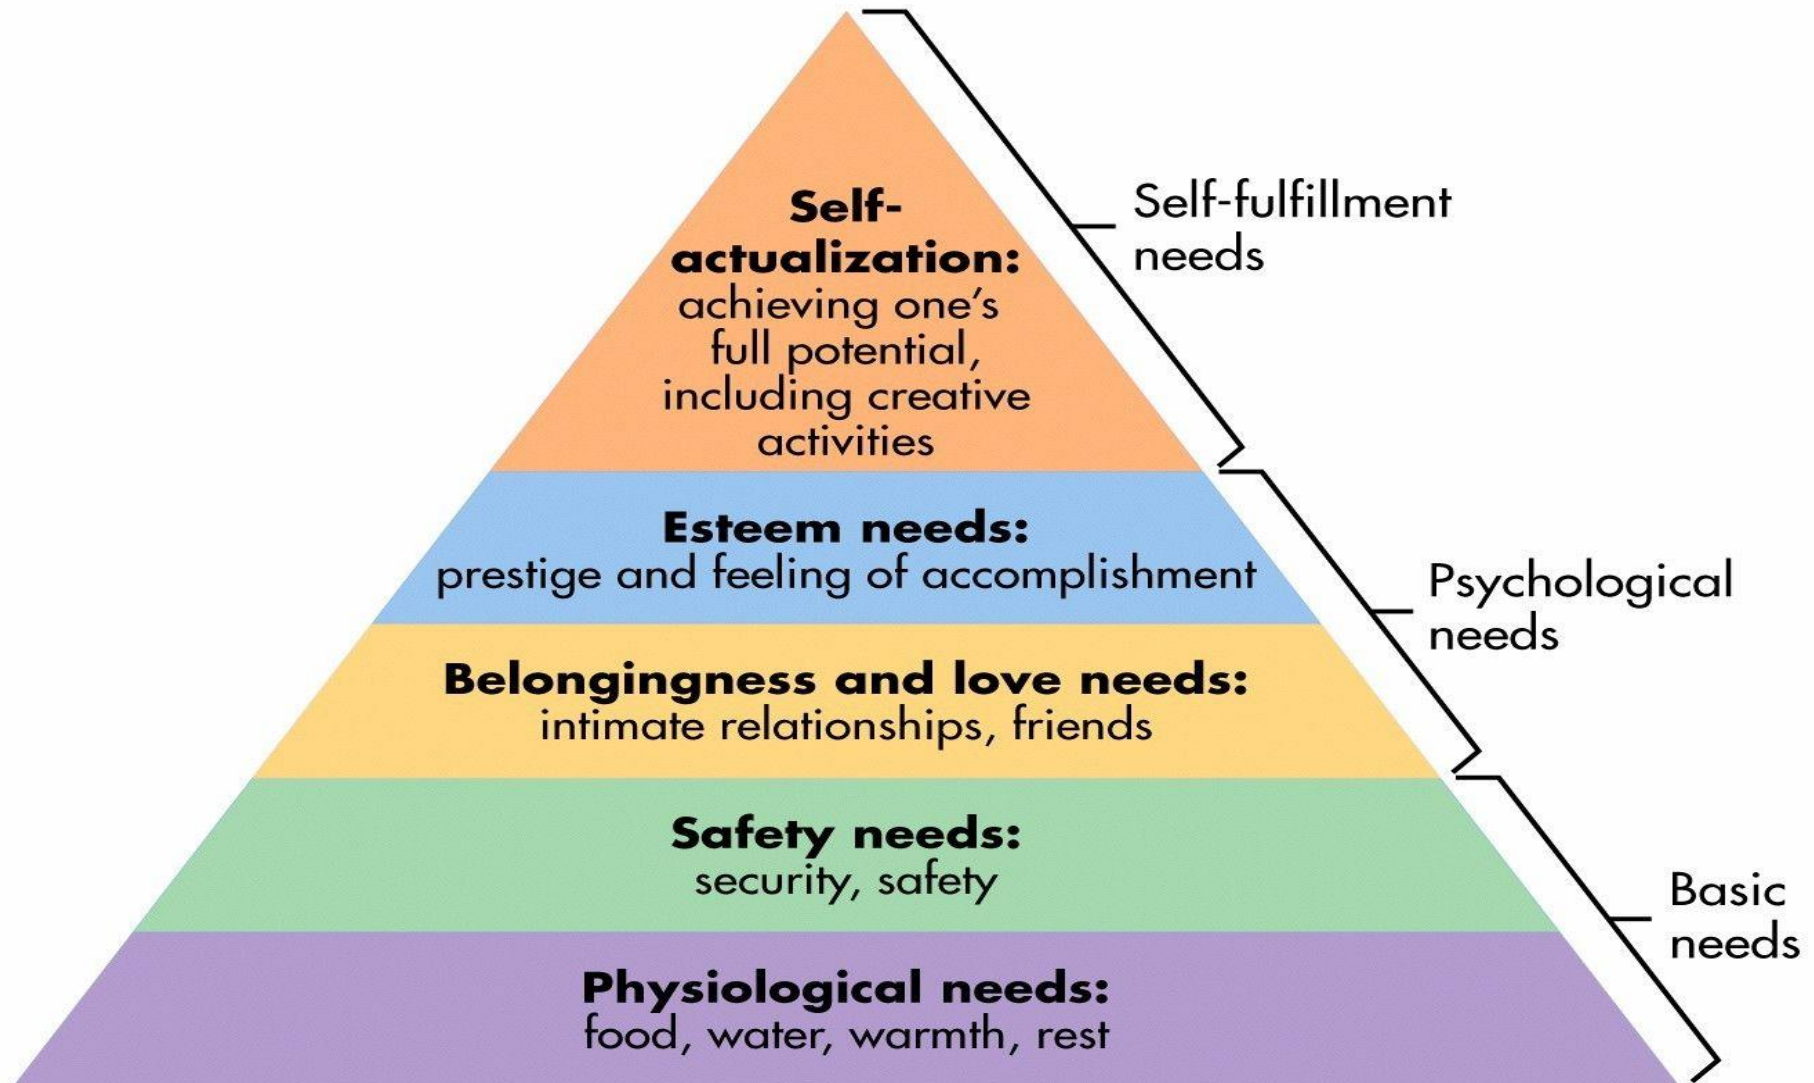 Self-
actualization:
achieving one’s
full potential,
including creative
activities
Self-fulfillment
needs
Esteem needs:
prestige and feeling of accomplishment
Psychological
needs
Belongingness and love needs:
intimate relationships, friends
Safety needs:
security, safety
Basic
needs
Physiological needs:
food, water, warmth, rest